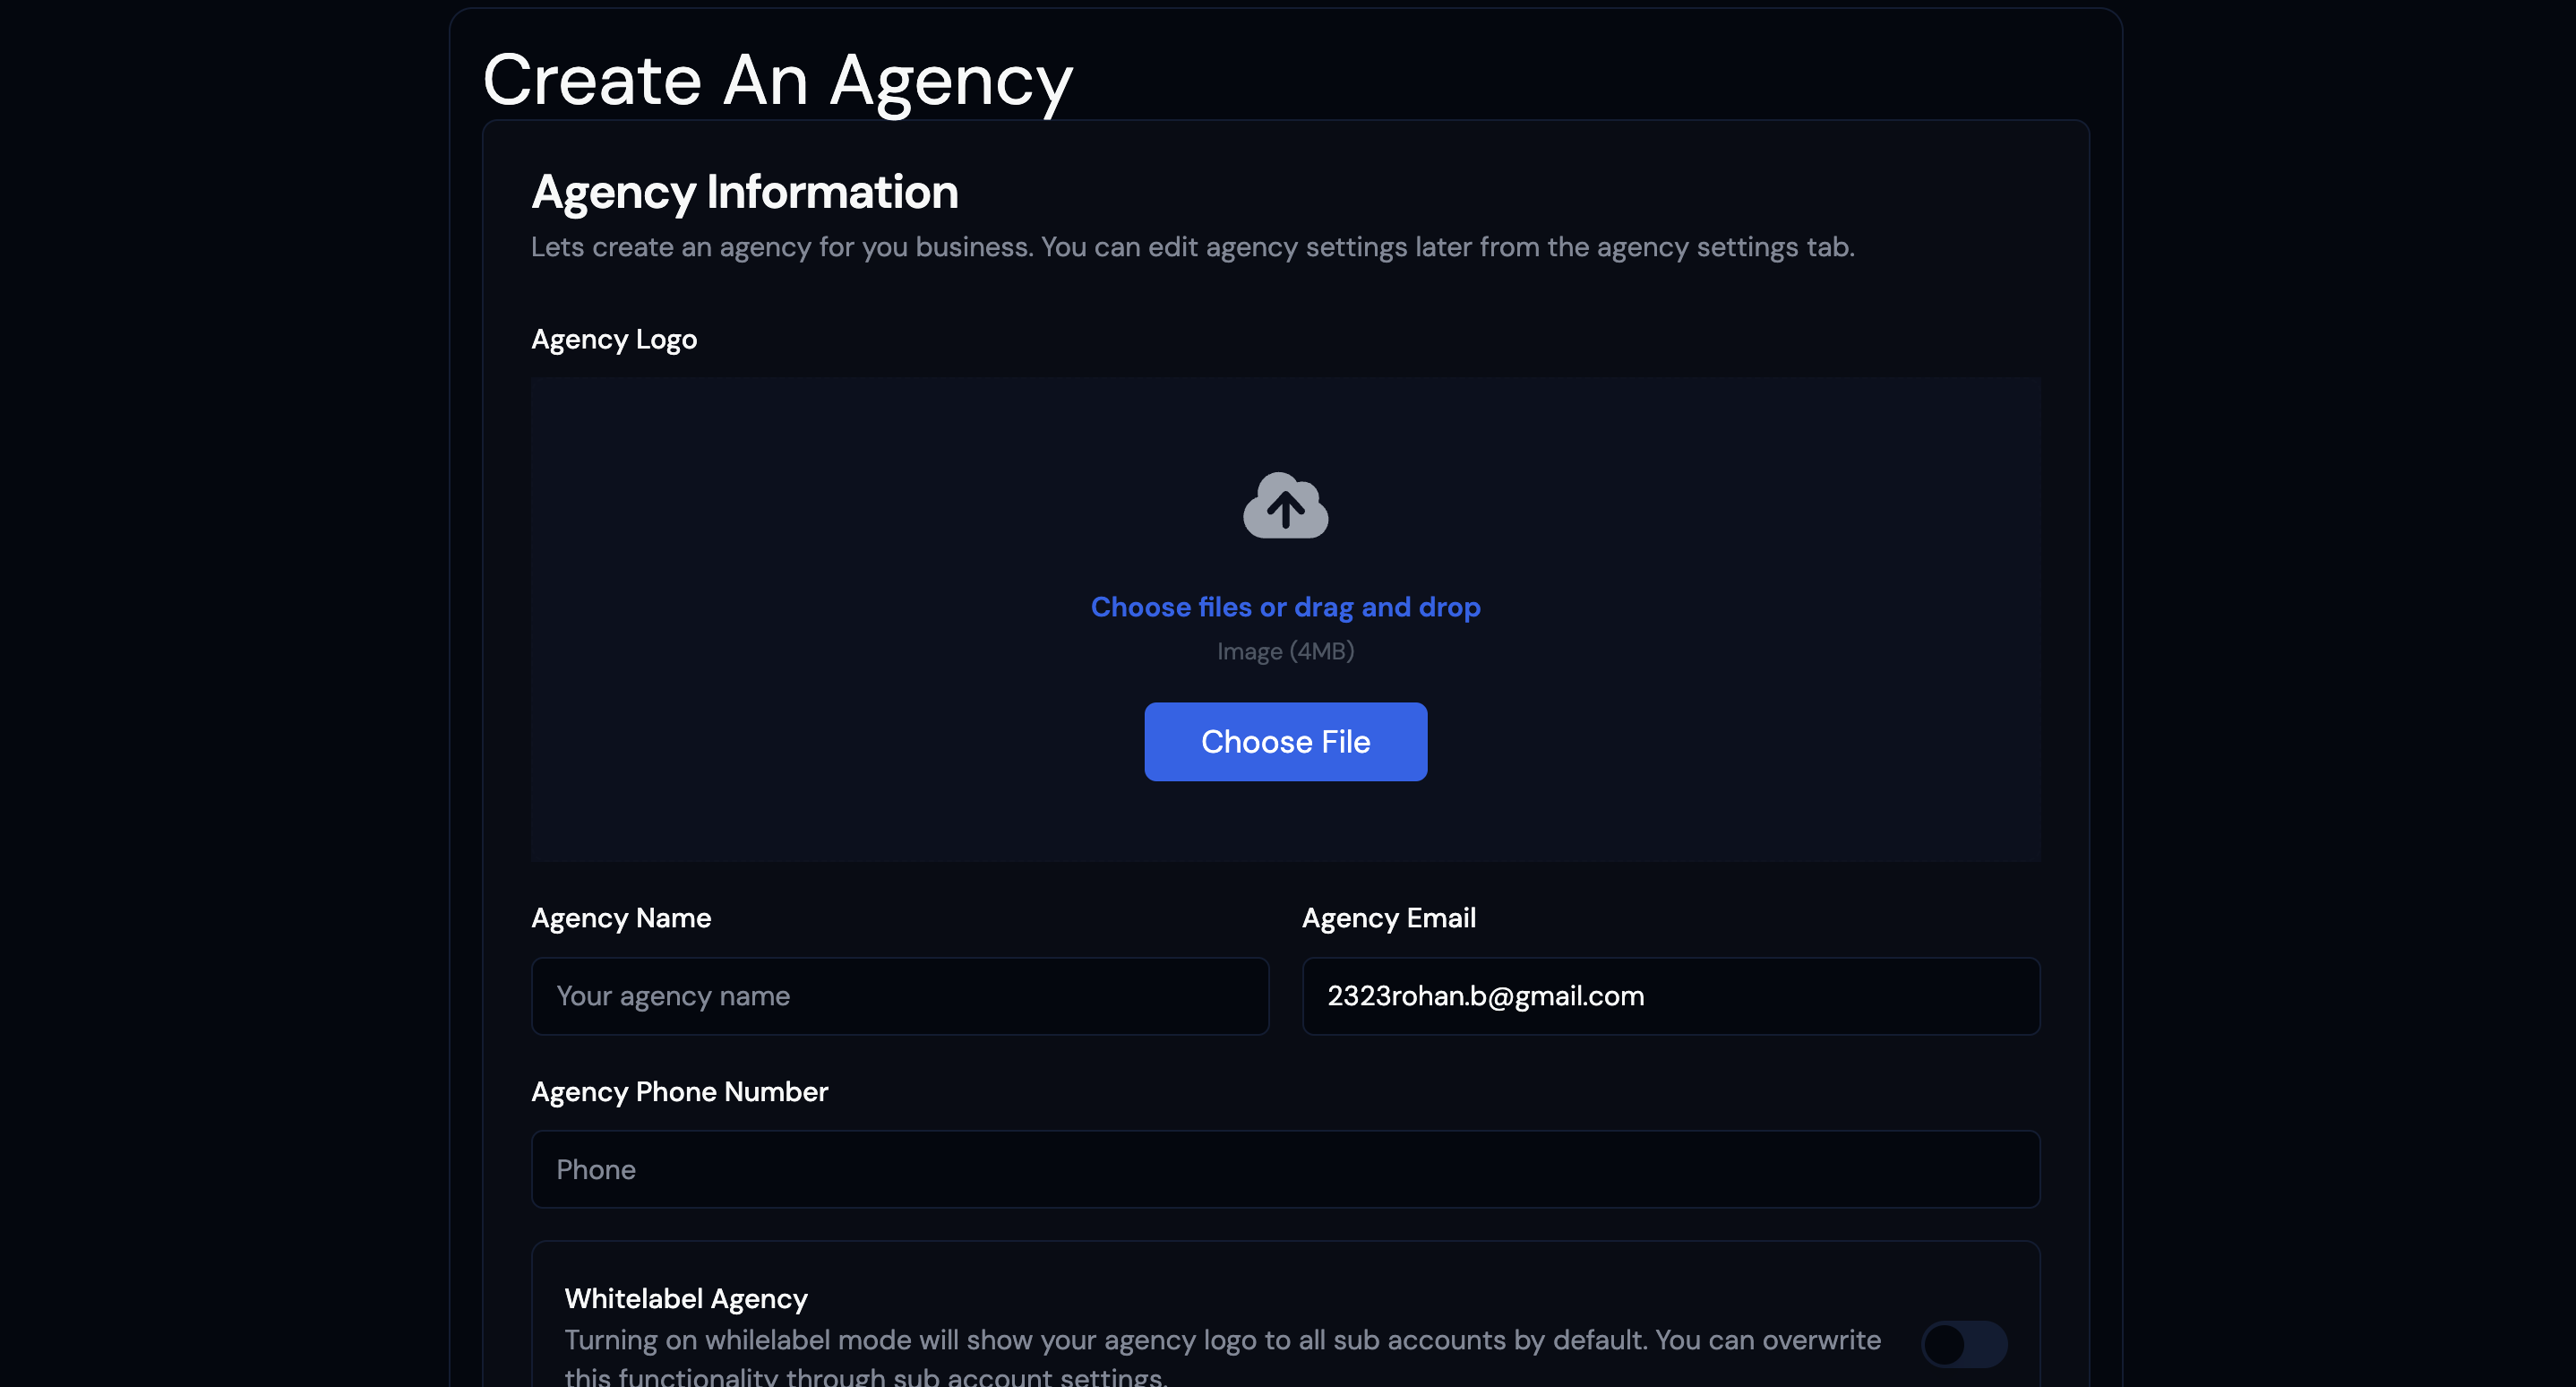 Create An Agency
Agency Information
Lets create an agency for you business. You can edit agency settings later from the agency settings tab.
Agency Logo
Choose files or drag and drop
Image (4MB)
Choose File
Agency Name
Agency Email
Your agency name
2323rohan.b@gmail.com
Agency Phone Number
Phone
Whitelabel Agency
Turning on whilelabel mode will show your agency logo to all sub accounts by default. You can overwrite
this functionality through sub account settings.